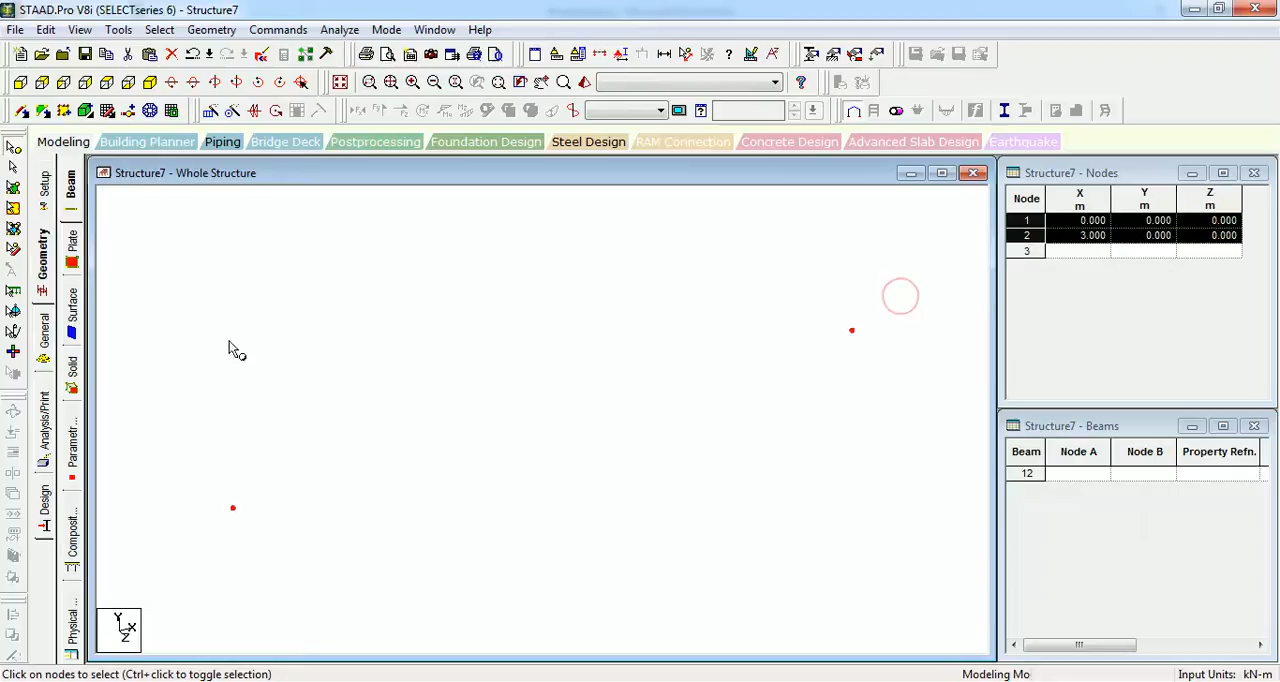 STAAD.Pro V8i (SELECTseries 6) - Structure7
File Edit View Tools Select Geometry Commands Analyze Mode Window Help
Modeling Building Planner Piping Bridge Deck Postprocessing Foundation Design Steel Design RAM Connection Concrete Design Advanced Slab Design Earthquake
Setup
Geometry
General
Analysis/Print
Design
Beam
Plate
Surface
Solid
Parametr...
Composit...
Physical ...
Structure7 - Whole Structure
Y
X
Z
Structure7 - Nodes
Node X Y Z
m m m
1 0.000 0.000 0.000
2 3.000 0.000 0.000
3
Structure7 - Beams
Beam Node A Node B Property Refn.
12
Click on nodes to select (Ctrl+click to toggle selection)
Modeling Mo
Input Units: kN-m